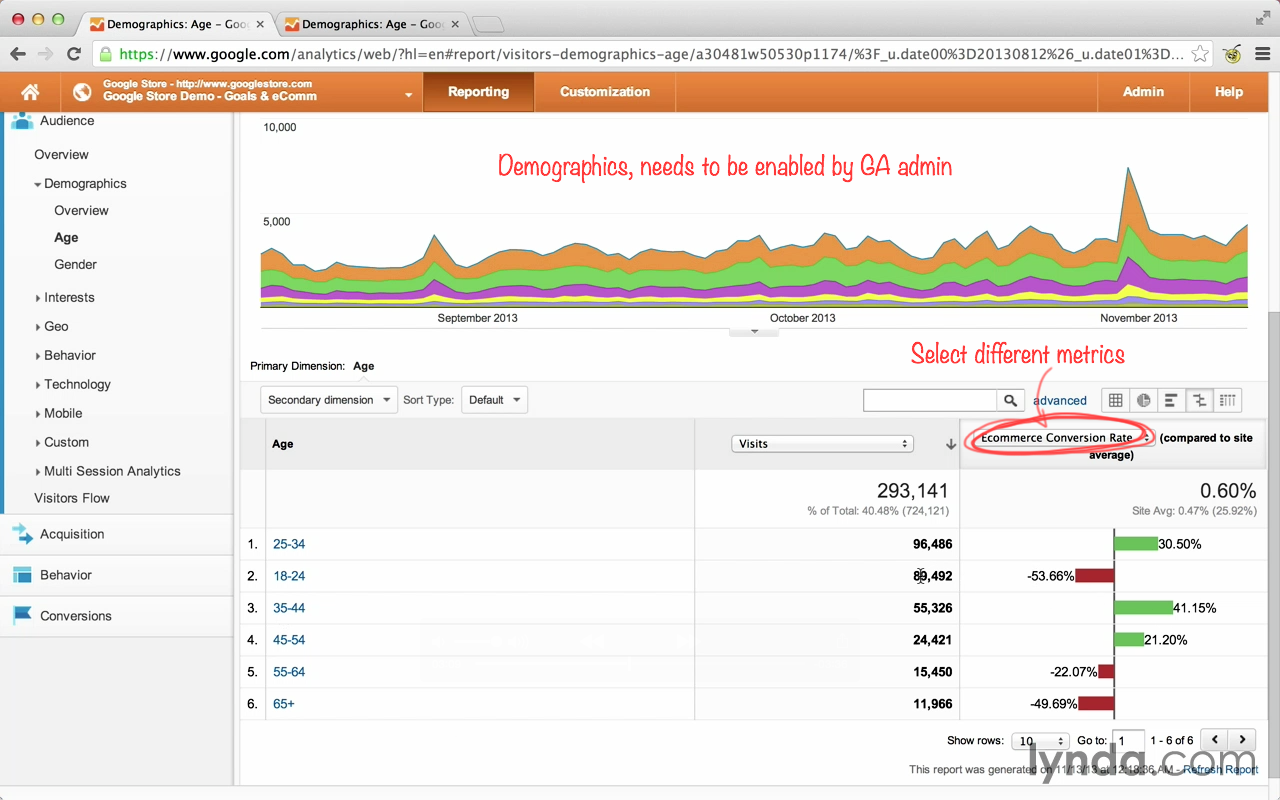 Demographics: Age - Goo
Demographics: Age - Goo
https://www.google.com/analytics/web/?hl=en#report/visitors-demographics-age/a30481w50530p1174/%3F_u.date00%3D20130812%26_u.date01%3D...
Google Store - http://www.googlestore.com
Google Store Demo - Goals & eComm
Reporting
Customization
Admin
Help
Audience
Overview
Demographics
Overview
Age
Gender
Interests
Geo
Behavior
Technology
Mobile
Custom
Multi Session Analytics
Visitors Flow
Acquisition
Behavior
Conversions
10,000
Demographics, needs to be enabled by GA admin
5,000
September 2013 October 2013 November 2013
Select different metrics
Primary Dimension: Age
Secondary dimension Sort Type: Default advanced
Age Visits Ecommerce Conversion Rate (compared to site
average)
293,141 0.60%
% of Total: 40.48% (724,121) Site Avg: 0.47% (25.92%)
1. 25-34 96,486 30.50%
2. 18-24 89,492 -53.66%
3. 35-44 55,326 41.15%
4. 45-54 24,421 21.20%
5. 55-64 15,450 -22.07%
6. 65+ 11,966 -49.69%
Show rows: 10 Go to: 1 1 - 6 of 6
lynda.com
This report was generated on 11/13/13 at 12:18:36 AM - Refresh Report